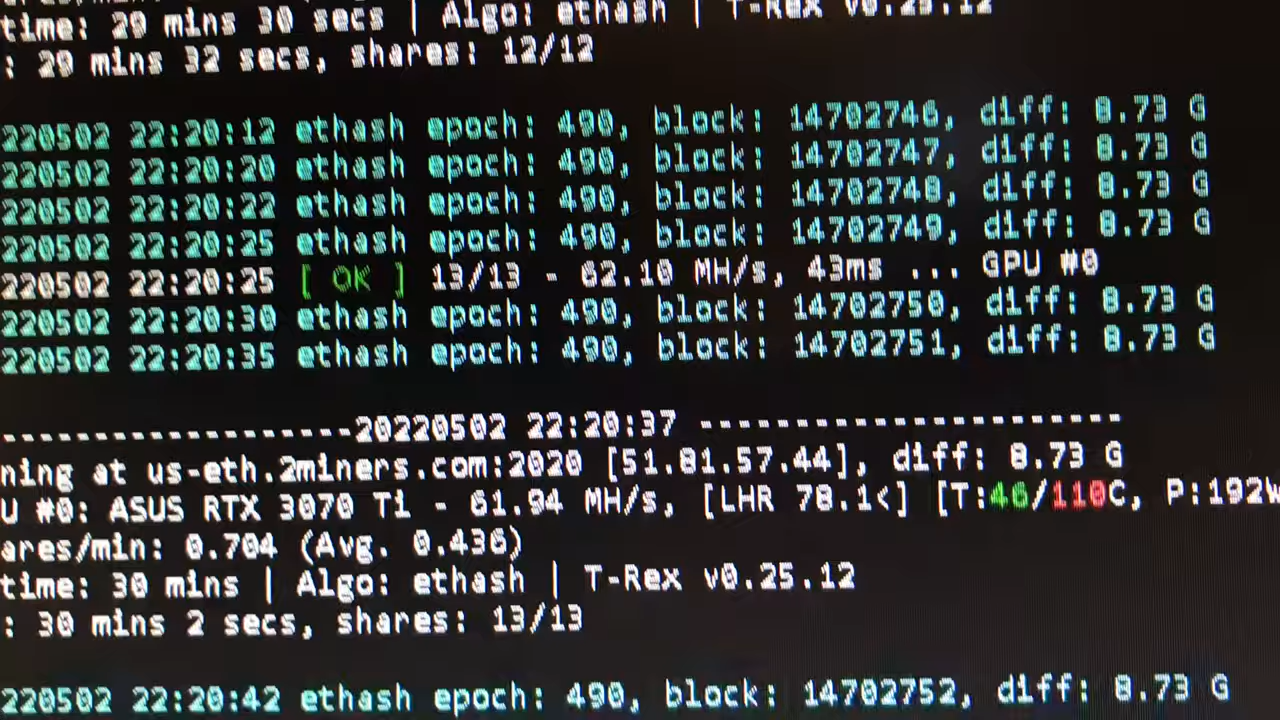 time: 29 mins 30 secs | Algo: ethash | T-Rex v0.25.12
: 29 mins 32 secs, shares: 12/12
220502 22:20:12 ethash epoch: 490, block: 14702746, diff: 8.73 G
220502 22:20:20 ethash epoch: 490, block: 14702747, diff: 8.73 G
220502 22:20:22 ethash epoch: 490, block: 14702748, diff: 8.73 G
220502 22:20:25 ethash epoch: 490, block: 14702749, diff: 8.73 G
220502 22:20:25 [ OK ] 13/13 - 62.10 MH/s, 43ms ... GPU #0
220502 22:20:30 ethash epoch: 490, block: 14702750, diff: 8.73 G
220502 22:20:35 ethash epoch: 490, block: 14702751, diff: 8.73 G
-------------------20220502 22:20:37 -----------------------
ning at us-eth.2miners.com:2020 [51.81.57.44], diff: 8.73 G
U #0: ASUS RTX 3070 Ti - 61.94 MH/s, [LHR 78.1<] [T:46/110C, P:192W
ares/min: 0.704 (Avg. 0.436)
time: 30 mins | Algo: ethash | T-Rex v0.25.12
: 30 mins 2 secs, shares: 13/13
220502 22:20:42 ethash epoch: 490, block: 14702752, diff: 8.73 G